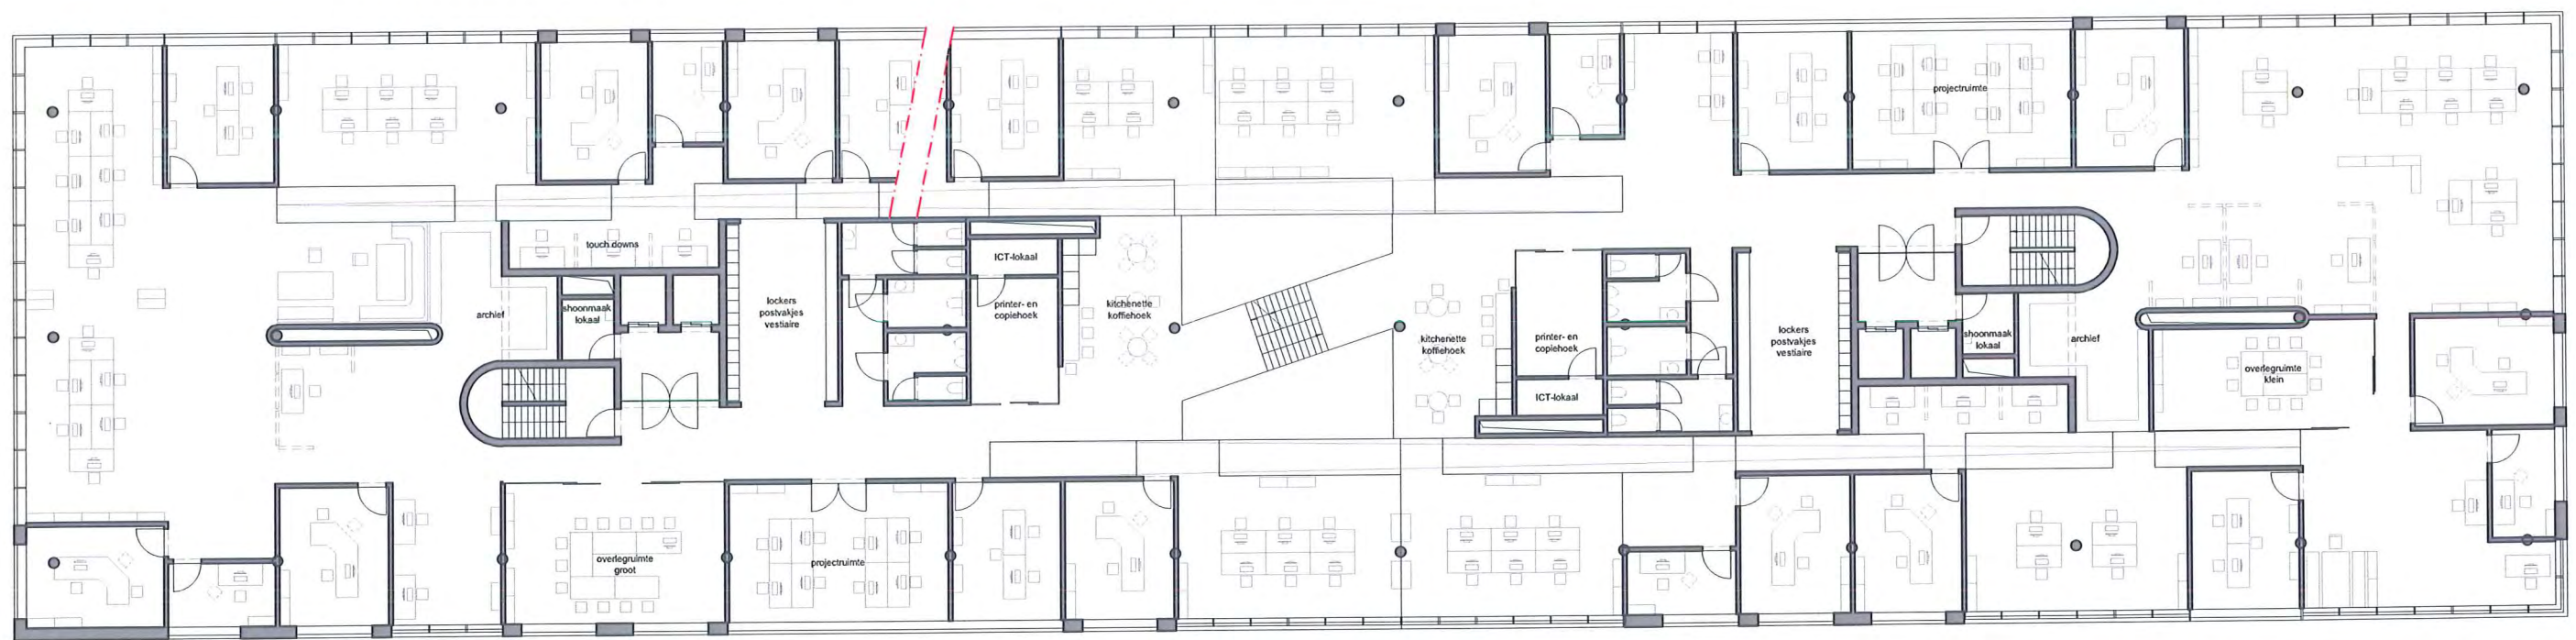 projectruimte
touch downs
ICT-lokaal
archief
shoonmaak
lokaal
lockers
postvakjes
vestiaire
printer- en
copiehoek
kitchenette
koffiehoek
kitchenette
koffiehoek
printer- en
copiehoek
ICT-lokaal
lockers
postvakjes
vestiaire
shoonmaak
lokaal
archief
overlegruimte
klein
overlegruimte
groot
projectruimte